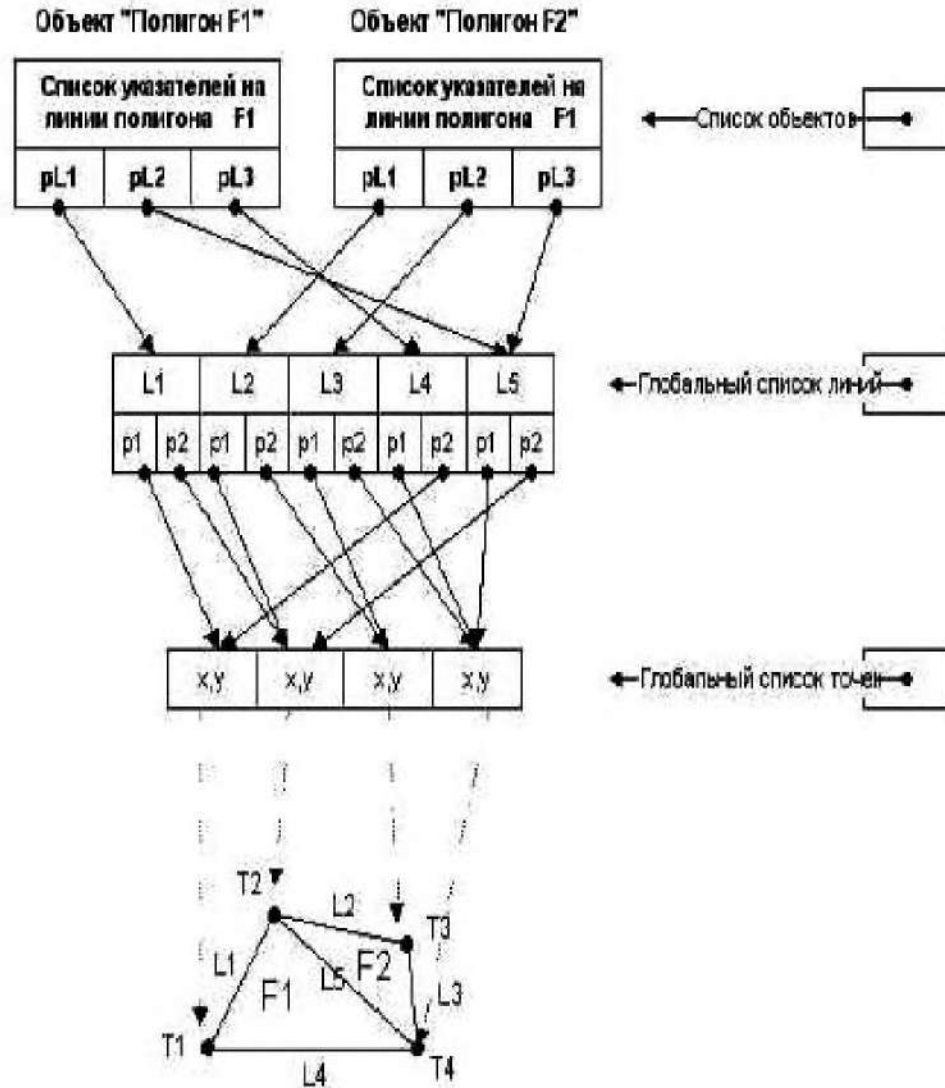 Объект "Полигон F1"
Объект "Полигон F2"
Список указателей на
линии полигона F1
Список указателей на
линии полигона F1
Список объектов
pL1 pL2 pL3
pL1 pL2 pL3
L1 L2 L3 L4 L5
Глобальный список линий
p1 p2 p1 p2 p1 p2 p1 p2 p1 p2
x,y x,y x,y x,y
Глобальный список точек
T2
L2
T3
L1
F2
L5
F1
L3
T1
L4
T4